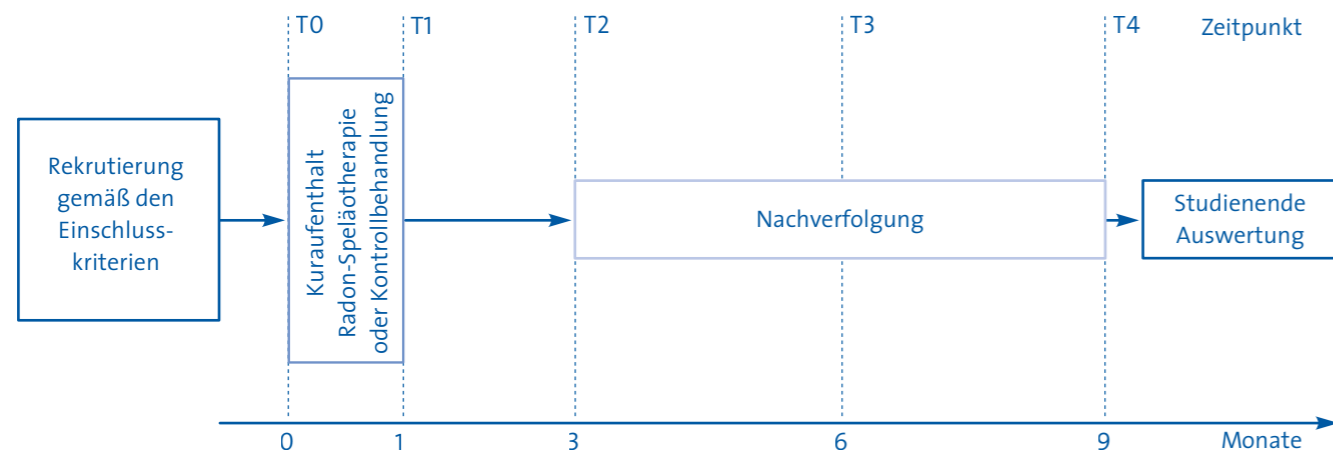 T0
T1
T2
T3
T4
Zeitpunkt
Rekrutierung
gemäß den
Einschluss-
kriterien
Kuraufenthalt
Radon-Speläotherapie
oder Kontrollbehandlung
Nachverfolgung
Studienende
Auswertung
0
1
3
6
9
Monate